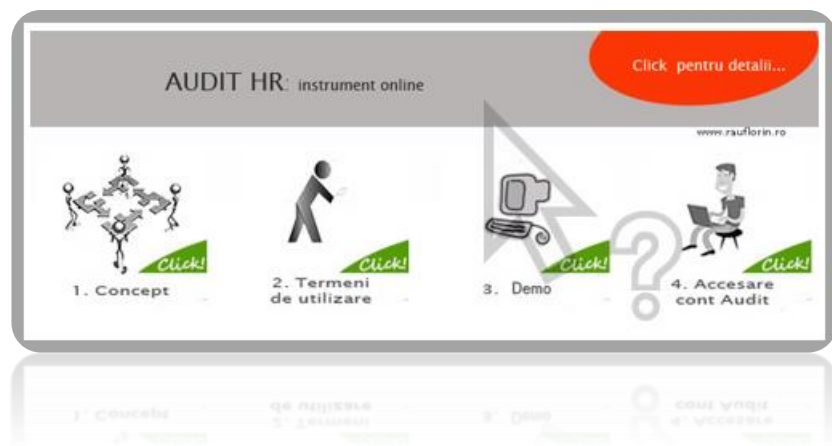 AUDIT HR: instrument online
Click pentru detalii...
www.rauflorin.ro
Click!
Click!
Click!
Click!
1. Concept
2. Termeni
de utilizare
3. Demo
4. Accesare
cont Audit